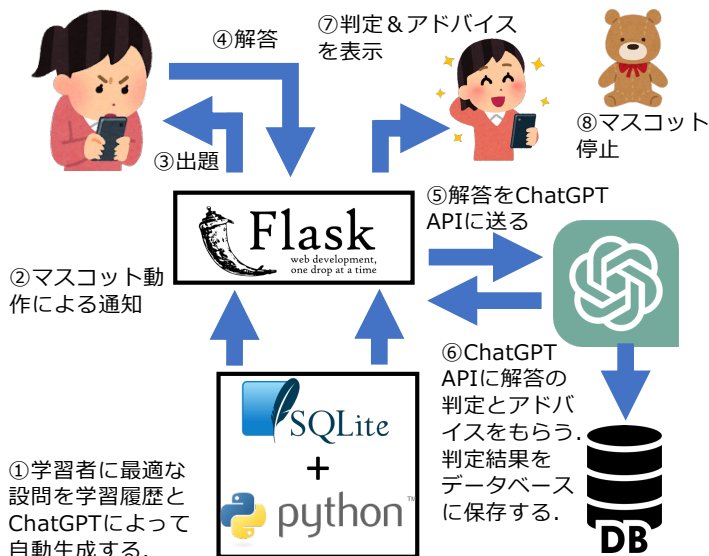 ④解答
⑦判定＆アドバイス
を表示
⑧マスコット
停止
③出題
Flask
web development,
one drop at a time
⑤解答をChatGPT
APIに送る
②マスコット動
作による通知
⑥ChatGPT
APIに解答の
判定とアドバ
イスをもらう.
判定結果を
データベース
に保存する.
SQLite
+
python™
①学習者に最適な
設問を学習履歴と
ChatGPTによって
自動生成する.
DB